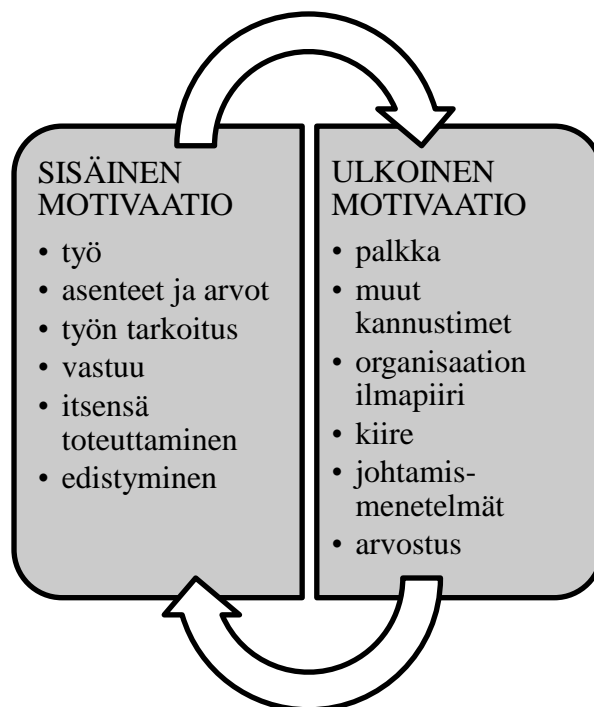 SISÄINEN
MOTIVAATIO
• työ
• asenteet ja arvot
• työn tarkoitus
• vastuu
• itsensä
toteuttaminen
• edistyminen
ULKOINEN
MOTIVAATIO
• palkka
• muut
kannustimet
• organisaation
ilmapiiri
• kiire
• johtamis-
menetelmät
• arvostus